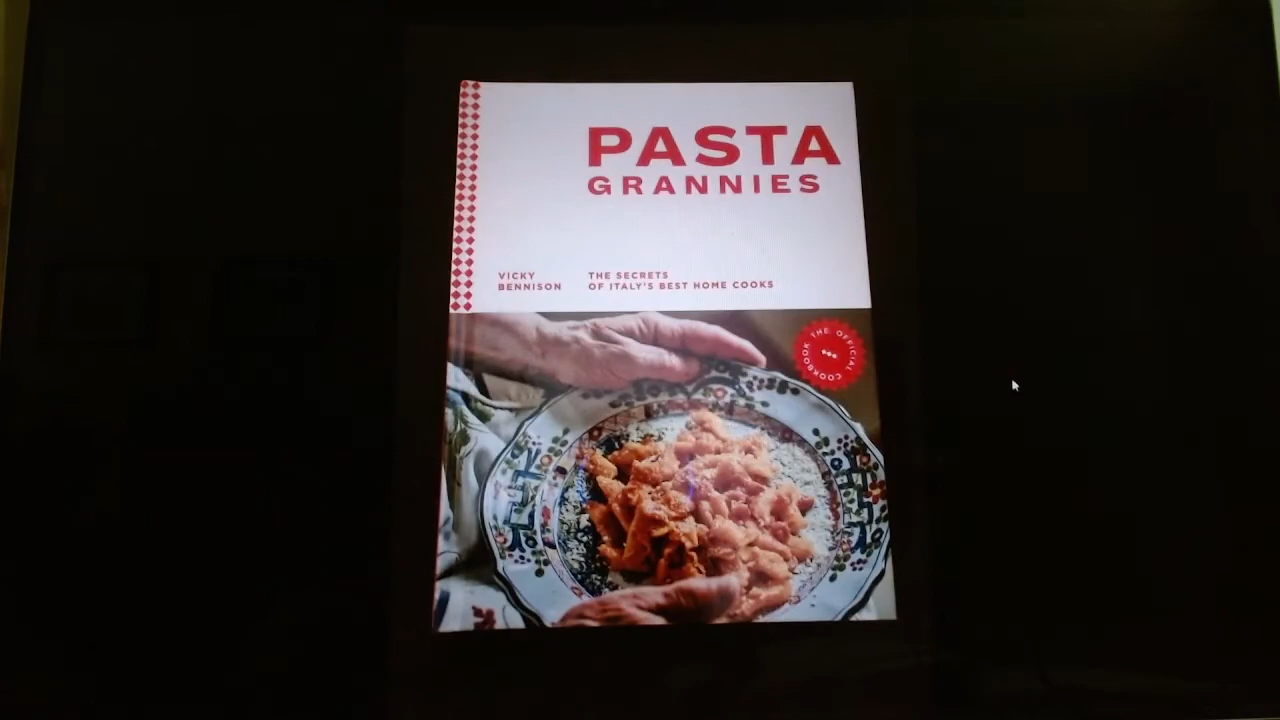 PASTA
GRANNIES
VICKY
BENNISON
THE SECRETS
OF ITALY'S BEST HOME COOKS
THE OFFICIAL COOKBOOK